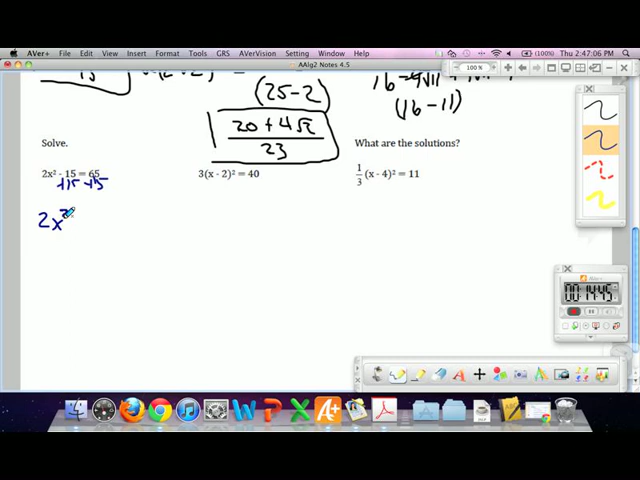 AVer+ File Edit View Insert Format Tools GRS AVerVision Setting Window Help (100%) Thu 2:47:06 PM
AAlg2 Notes 4.5
100 %
(25-2)
(16-11)
20+4√2
23
Solve.
What are the solutions?
2x² - 15 = 65
3(x - 2)² = 40
1/3 (x - 4)² = 11
+15 +15
2x²
00:14:45